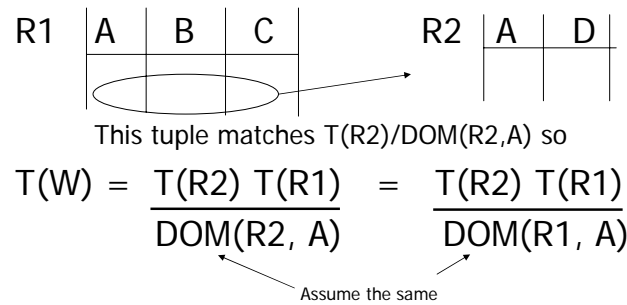 R1 A B C R2 A D
This tuple matches T(R2)/DOM(R2,A) so
T(W) = T(R2) T(R1) = T(R2) T(R1)
DOM(R2, A) DOM(R1, A)
Assume the same